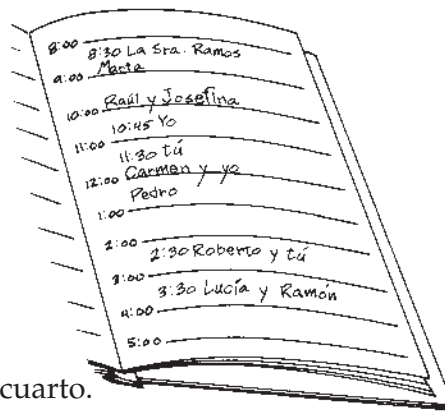 8:00
8:30 La Sra. Ramos
9:00 Marta
10:00 Raúl y Josefina
10:45 Yo
11:00
11:30 tú
12:00 Carmen y yo
Pedro
1:00
2:00
2:30 Roberto y tú
3:00
3:30 Lucía y Ramón
4:00
5:00
cuarto.